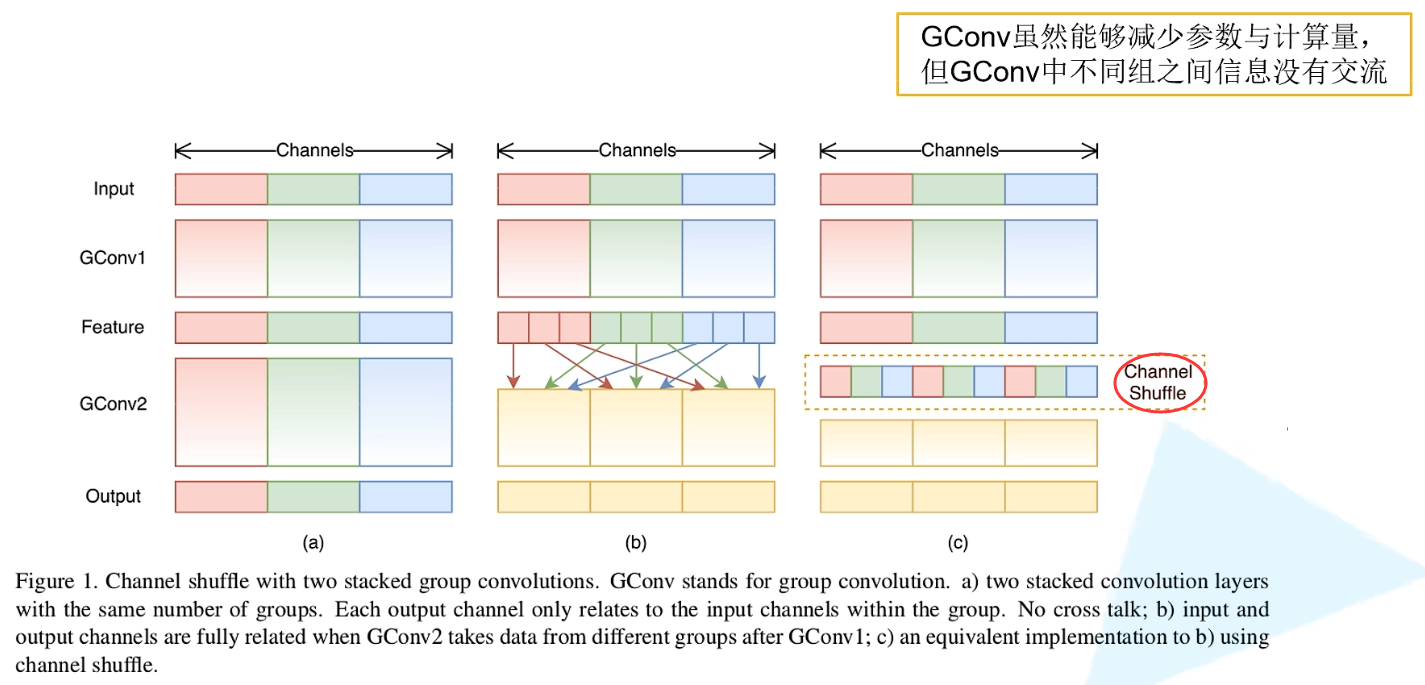 GConv虽然能够减少参数与计算量，
但GConv中不同组之间信息没有交流
Channels Channels Channels
Input
GConv1
Feature
Channel
Shuffle
GConv2
Output
(a) (b) (c)
Figure 1. Channel shuffle with two stacked group convolutions. GConv stands for group convolution. a) two stacked convolution layers
with the same number of groups. Each output channel only relates to the input channels within the group. No cross talk; b) input and
output channels are fully related when GConv2 takes data from different groups after GConv1; c) an equivalent implementation to b) using
channel shuffle.